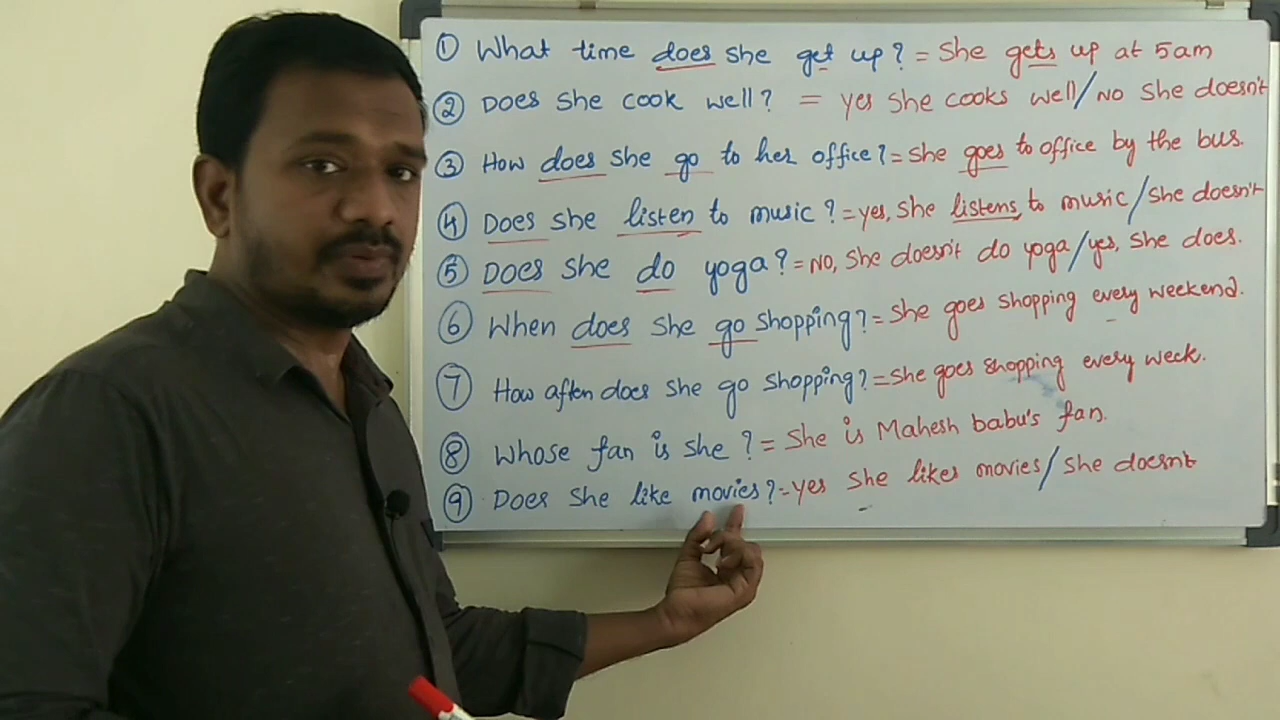 ① What time does she get up? = She gets up at 5am
② Does she cook well? = yes she cooks well/No she doesn't
③ How does she go to her office? = she goes to office by the bus.
④ Does she listen to music? = yes, she listens to music/she doesn't
⑤ Does she do yoga? = No, she doesn't do yoga/yes, she does.
⑥ When does she go shopping? = she goes shopping every weekend.
⑦ How often does she go shopping? = she goes shopping every week.
⑧ Whose fan is she? = She is Mahesh babu's fan.
⑨ Does she like movies? = yes she likes movies/she doesn't